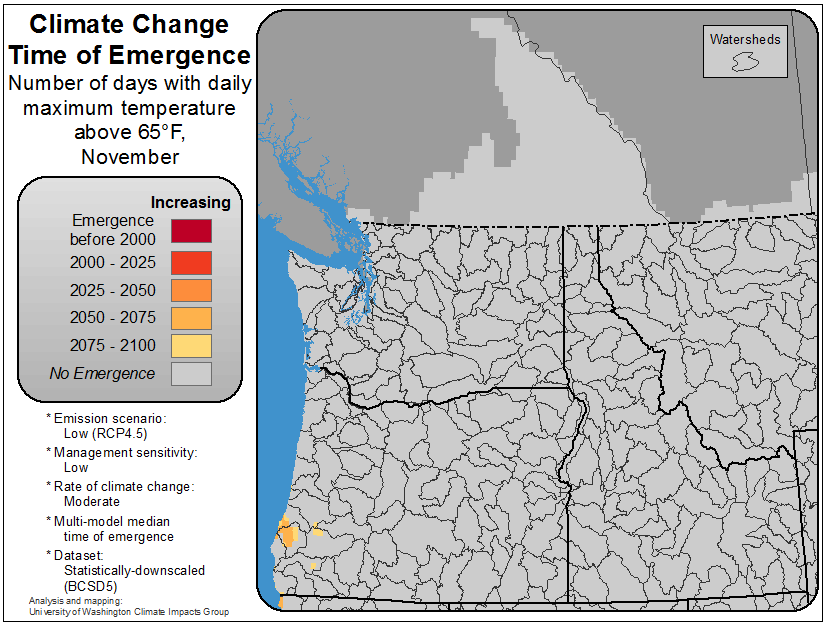 Climate Change
Time of Emergence
Number of days with daily
maximum temperature
above 65°F,
November
Increasing
Emergence
before 2000
2000 - 2025
2025 - 2050
2050 - 2075
2075 - 2100
No Emergence
* Emission scenario:
Low (RCP4.5)
* Management sensitivity:
Low
* Rate of climate change:
Moderate
* Multi-model median
time of emergence
* Dataset:
Statistically-downscaled
(BCSD5)
Analysis and mapping:
University of Washington Climate Impacts Group
Watersheds